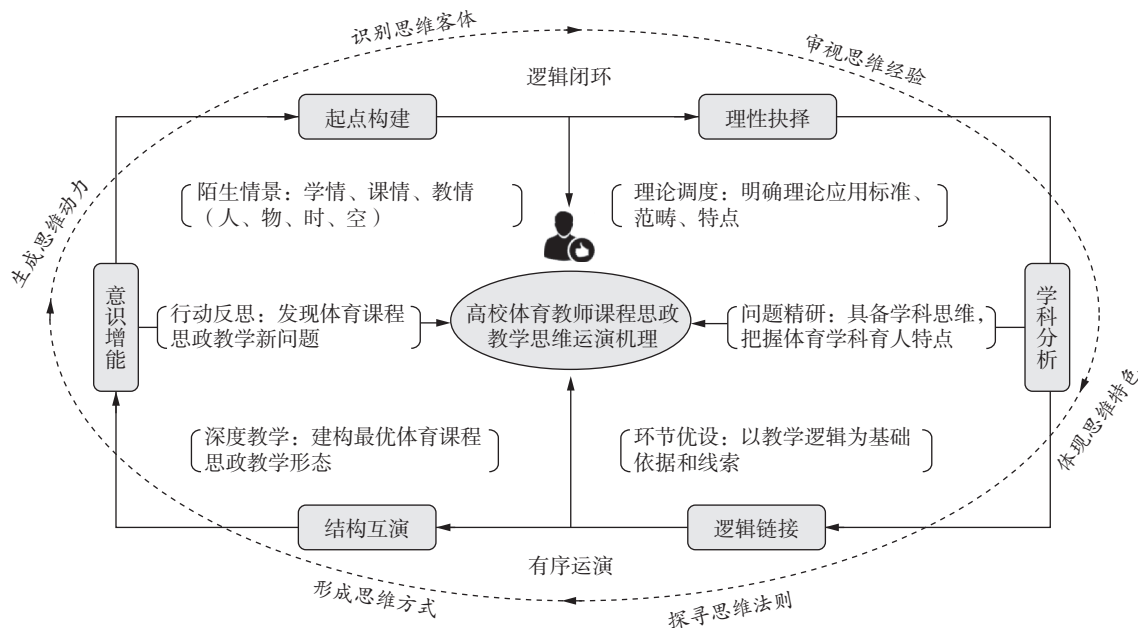 识别思维客体
审视思维经验
逻辑闭环
起点构建
理性抉择
陌生情景：学情、课情、教情
（人、物、时、空）
理论调度：明确理论应用标准、
范畴、特点
生成思维动力
意识增能
行动反思：发现体育课程
思政教学新问题
高校体育教师课程思政
教学思维运演机理
问题精研：具备学科思维，
把握体育学科育人特点
学科分析
体现思维特色
深度教学：建构最优体育课程
思政教学形态
环节优设：以教学逻辑为基础
依据和线索
结构互演
逻辑链接
有序运演
形成思维方式
探寻思维法则